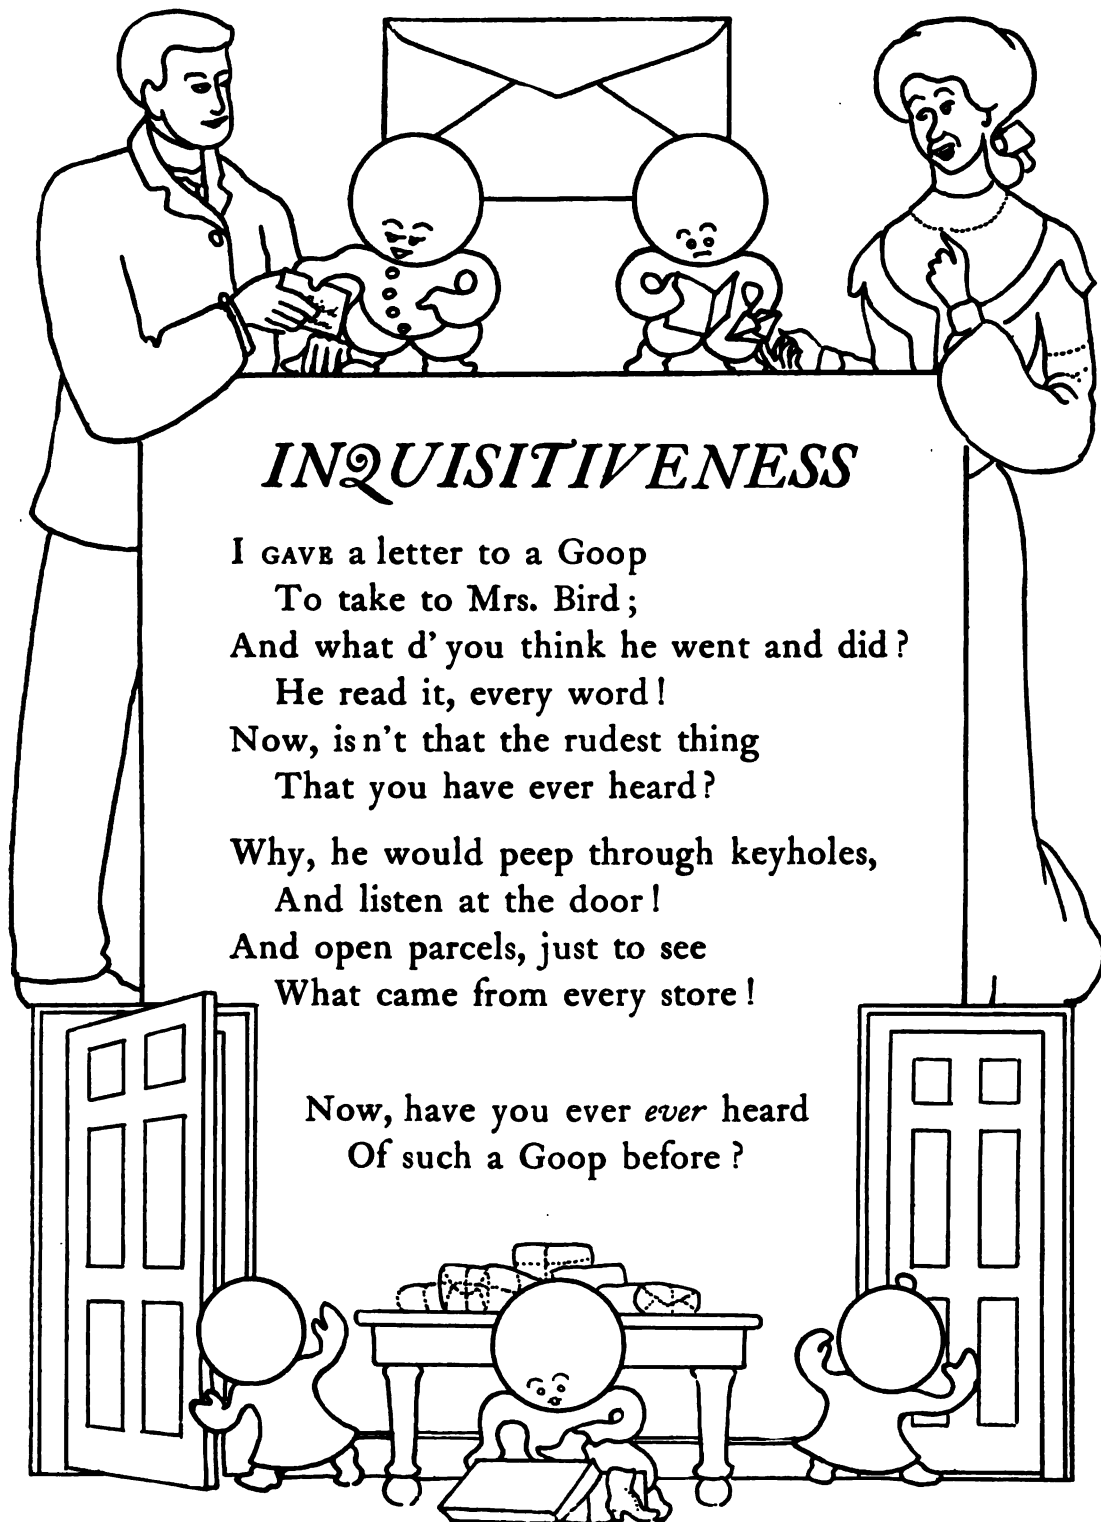 INQUISITIVENESS
I GAVE a letter to a Goop
To take to Mrs. Bird;
And what d' you think he went and did?
He read it, every word!
Now, isn't that the rudest thing
That you have ever heard?
Why, he would peep through keyholes,
And listen at the door!
And open parcels, just to see
What came from every store!
Now, have you ever ever heard
Of such a Goop before?